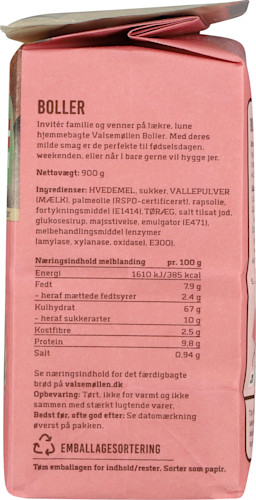 BOLLER
Invitér familie og venner på lækre, lune
hjemmebagte Valsemøllen Boller. Med deres
milde smag er de perfekte til fødselsdagen,
weekenden, eller når I bare gerne vil hygge jer.
Nettovægt: 900 g
Ingredienser: HVEDEMEL, sukker, VALLEPULVER
(MÆLK), palmeolie (RSPO-certificeret), rapsolie,
fortykningsmiddel (E1414), TØRÆG, salt tilsat jod,
glukosesirup, majsstivelse, emulgator (E471),
melbehandlingsmiddel (enzymer
(amylase, xylanase, oxidase), E300).
Næringsindhold melblanding pr. 100 g
Energi 1610 kJ/385 kcal
Fedt 7,9 g
- heraf mættede fedtsyrer 2,4 g
Kulhydrat 67 g
- heraf sukkerarter 10 g
Kostfibre 2,5 g
Protein 9,8 g
Salt 0,94 g
Se næringsindhold for det færdigbagte
brød på valsemøllen.dk
Opbevaring: Tørt, ikke for varmt og ikke
sammen med stærkt lugtende varer.
Bedst før, ofte god efter: Se datomærkning
øverst på pakken.
EMBALLAGESORTERING
Tøm emballagen for indhold/rester. Sorter som papir.